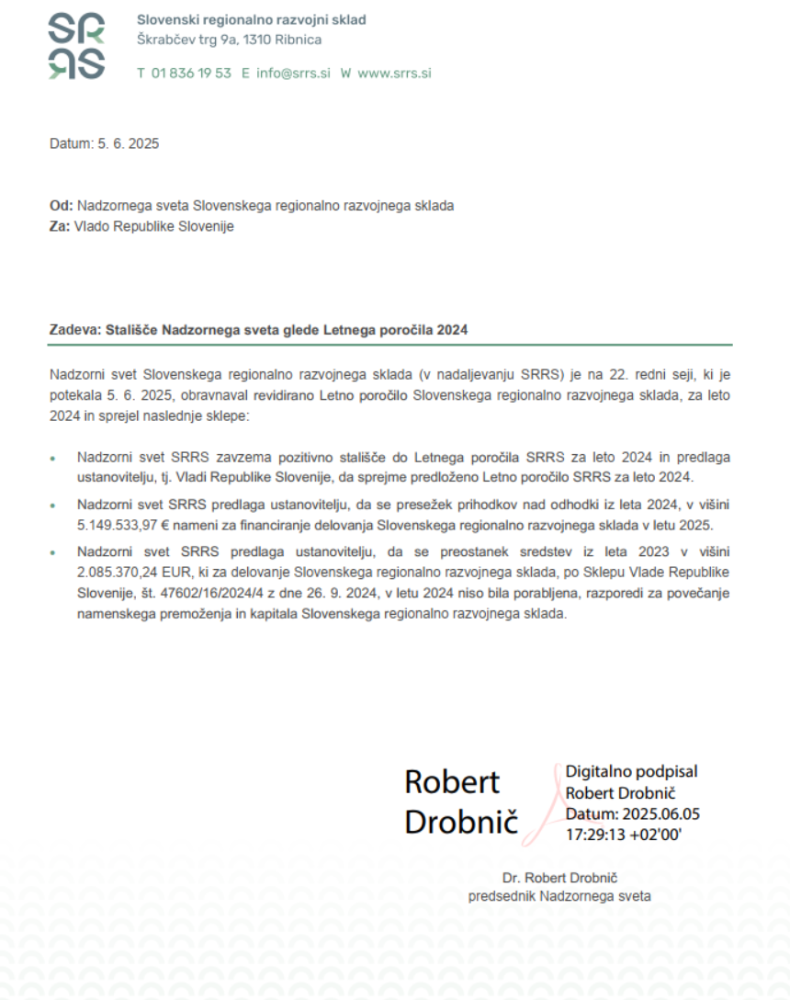 SRRS
Slovenski regionalno razvojni sklad
Škrabčev trg 9a, 1310 Ribnica
T 01 836 19 53 E info@srrs.si W www.srrs.si
Datum: 5. 6. 2025
Od: Nadzornega sveta Slovenskega regionalno razvojnega sklada
Za: Vlado Republike Slovenije
Zadeva: Stališče Nadzornega sveta glede Letnega poročila 2024
Nadzorni svet Slovenskega regionalno razvojnega sklada (v nadaljevanju SRRS) je na 22. redni seji, ki je
potekala 5. 6. 2025, obravnaval revidirano Letno poročilo Slovenskega regionalno razvojnega sklada, za leto
2024 in sprejel naslednje sklepe:
• Nadzorni svet SRRS zavzema pozitivno stališče do Letnega poročila SRRS za leto 2024 in predlaga
ustanovitelju, tj. Vladi Republike Slovenije, da sprejme predloženo Letno poročilo SRRS za leto 2024.
• Nadzorni svet SRRS predlaga ustanovitelju, da se presežek prihodkov nad odhodki iz leta 2024, v višini
5.149.533,97 € nameni za financiranje delovanja Slovenskega regionalno razvojnega sklada v letu 2025.
• Nadzorni svet SRRS predlaga ustanovitelju, da se preostanek sredstev iz leta 2023 v višini
2.085.370,24 EUR, ki za delovanje Slovenskega regionalno razvojnega sklada, po Sklepu Vlade Republike
Slovenije, št. 47602/16/2024/4 z dne 26. 9. 2024, v letu 2024 niso bila porabljena, razporedi za povečanje
namenskega premoženja in kapitala Slovenskega regionalno razvojnega sklada.
Robert
Drobnič
Digitalno podpisal
Robert Drobnič
Datum: 2025.06.05
17:29:13 +02'00'
Dr. Robert Drobnič
predsednik Nadzornega sveta